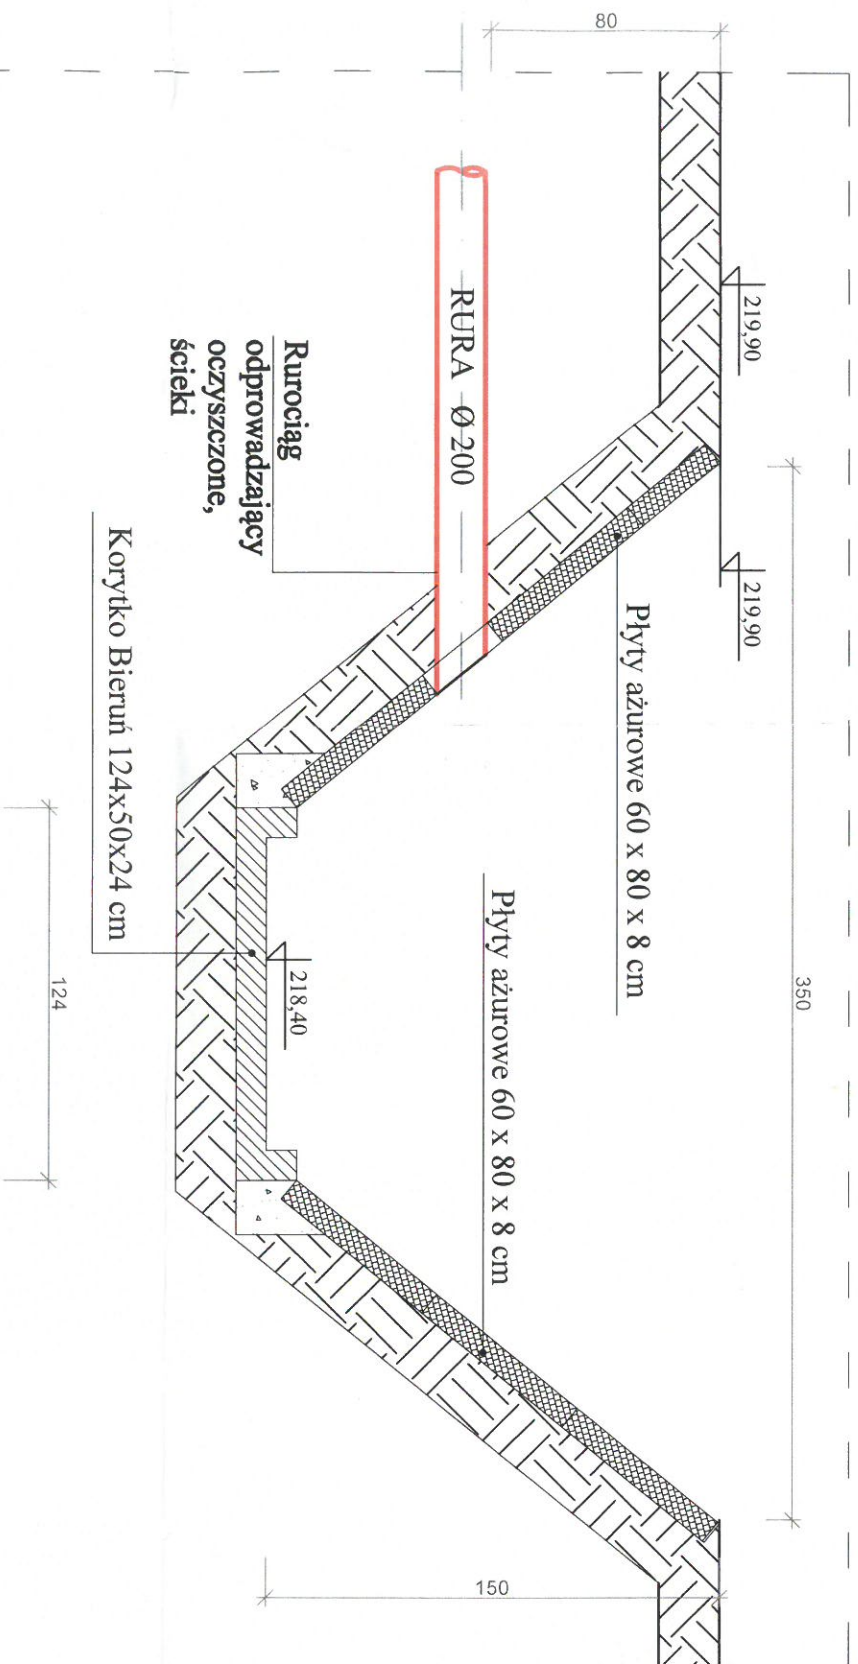 80
219,90
219,90
350
RURA Ø 200
Płyty ażurowe 60 x 80 x 8 cm
Płyty ażurowe 60 x 80 x 8 cm
Rurociąg
odprowadzający
oczyszczone,
ścieki
218,40
150
Korytko Bieruń 124x50x24 cm
124